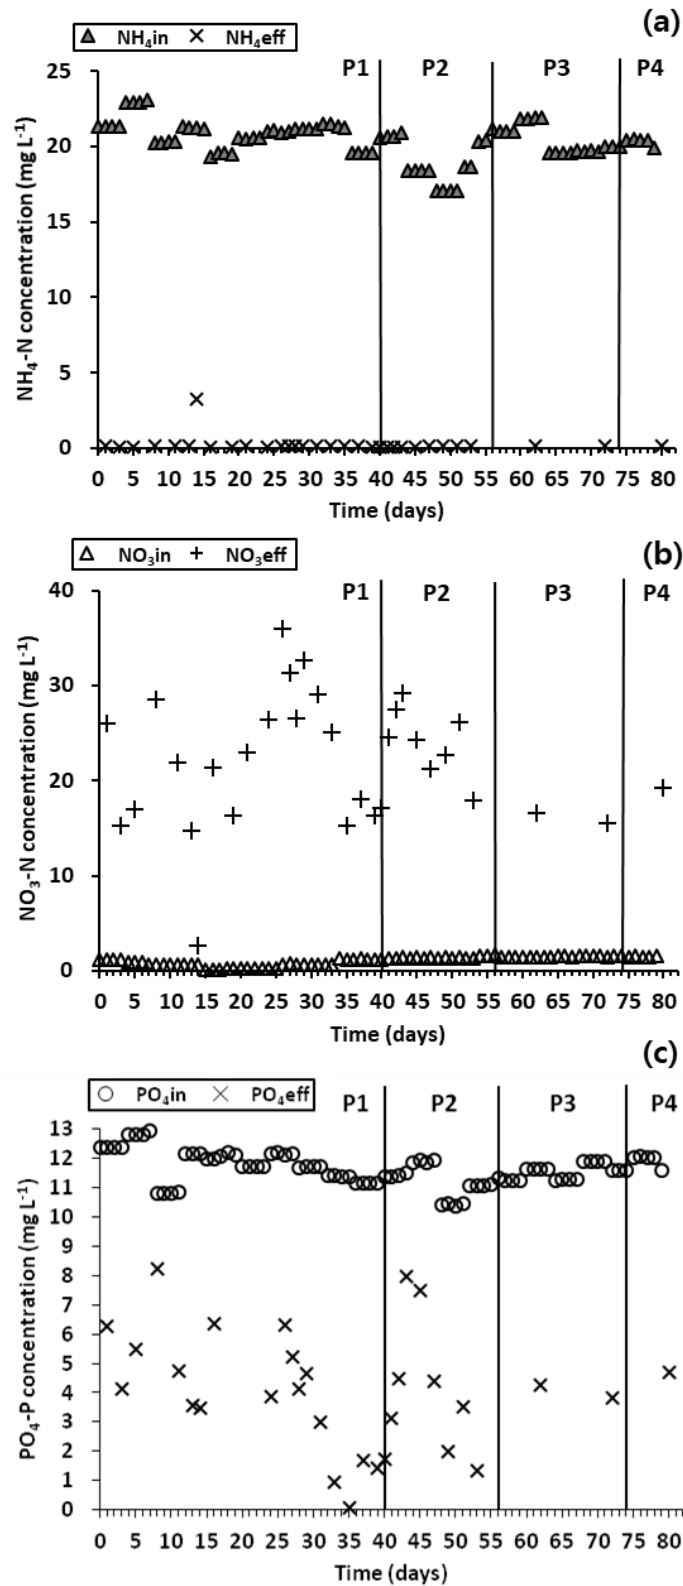 (a)
NH₄in NH₄eff
P1 P2 P3 P4
25
20
15
10
5
0
NH₄-N concentration (mg L⁻¹)
0 5 10 15 20 25 30 35 40 45 50 55 60 65 70 75 80
Time (days)
(b)
NO₃in NO₃eff
P1 P2 P3 P4
40
30
20
10
0
NO₃-N concentration (mg L⁻¹)
0 5 10 15 20 25 30 35 40 45 50 55 60 65 70 75 80
Time (days)
(c)
PO₄in PO₄eff
P1 P2 P3 P4
13
12
11
10
9
8
7
6
5
4
3
2
1
0
PO₄-P concentration (mg L⁻¹)
0 5 10 15 20 25 30 35 40 45 50 55 60 65 70 75 80
Time (days)